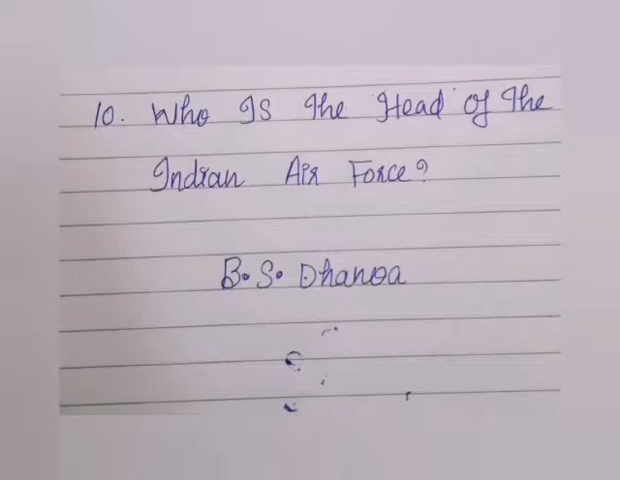 10. Who Is The Head Of The
Indian Air Force?
B. S. Dhanoa